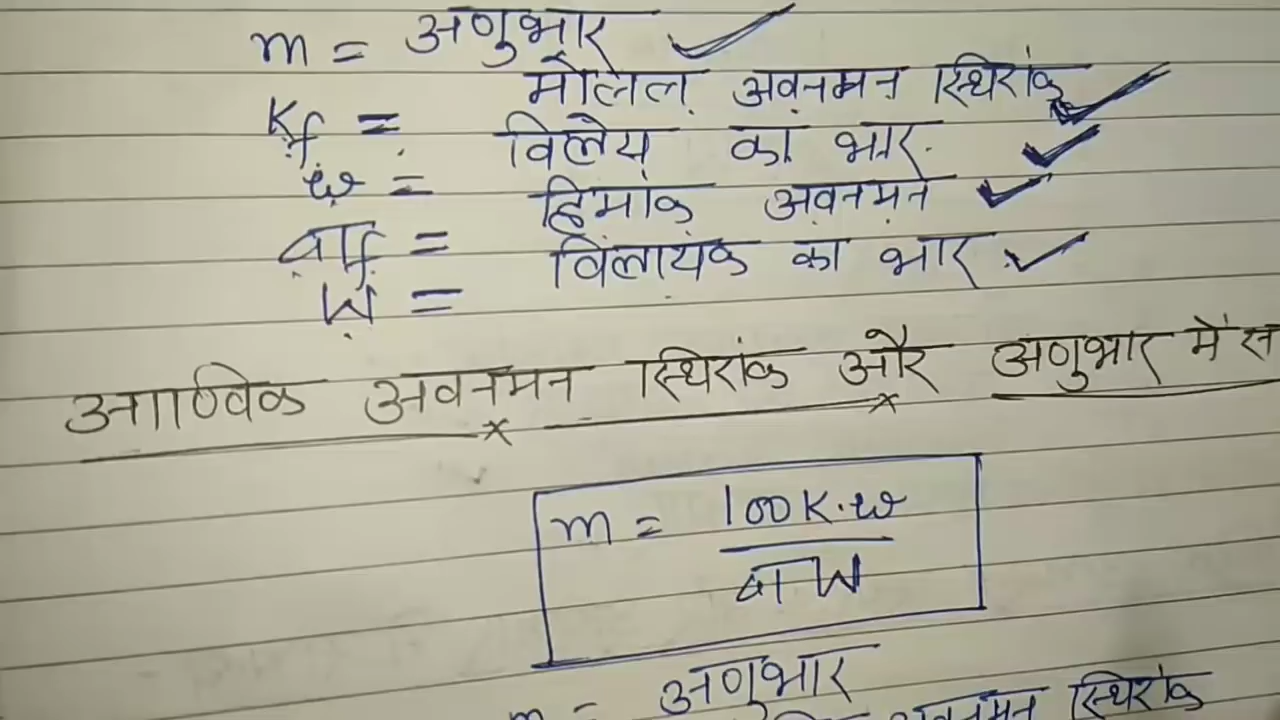 m = अणुभार
Kf = मोलल अवनमन स्थिरांक
w = विलेय का भार
ΔTf = हिमांक अवनमन
W = विलायक का भार
आण्विक अवनमन स्थिरांक और अणुभार में स
m = 100K.w
ΔT W
m = अणुभार
अवनमन स्थिरांक